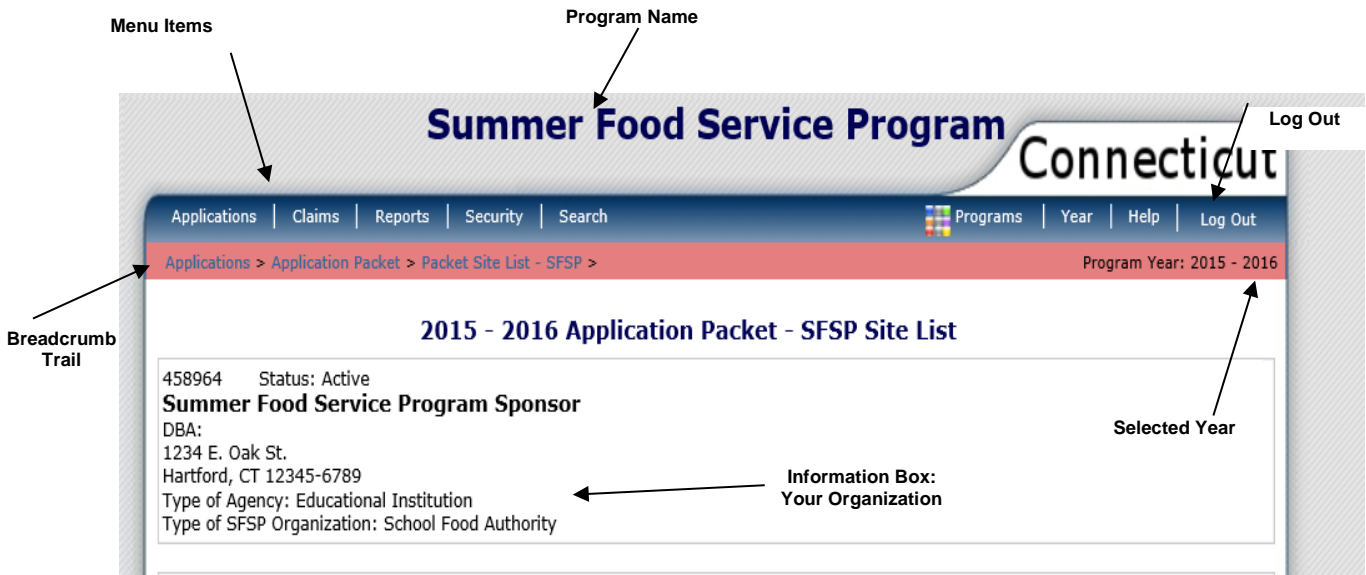 Program Name
Menu Items
Summer Food Service Program
Log Out
Connecticut
Applications | Claims | Reports | Security | Search Programs | Year | Help | Log Out
Applications > Application Packet > Packet Site List - SFSP > Program Year: 2015 - 2016
Breadcrumb
Trail
2015 - 2016 Application Packet - SFSP Site List
458964 Status: Active
Summer Food Service Program Sponsor
DBA:
1234 E. Oak St.
Hartford, CT 12345-6789
Type of Agency: Educational Institution
Type of SFSP Organization: School Food Authority
Selected Year
Information Box:
Your Organization